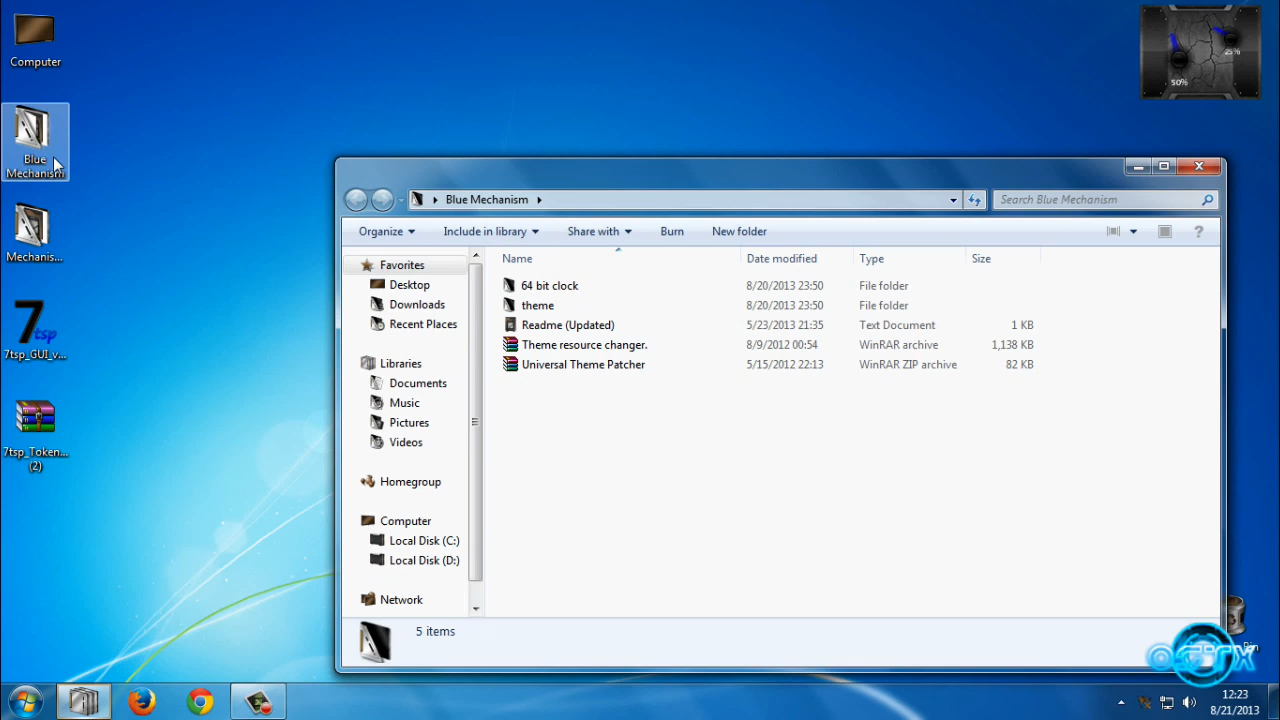 Computer
Blue
Mechanism
Mechanis...
7tsp
7tsp_GUI_v...
7tsp_Token...
(2)
50%
25%
Blue Mechanism
Search Blue Mechanism
Organize
Include in library
Share with
Burn
New folder
Name Date modified Type Size
64 bit clock 8/20/2013 23:50 File folder
theme 8/20/2013 23:50 File folder
Readme (Updated) 5/23/2013 21:35 Text Document 1 KB
Theme resource changer. 8/9/2012 00:54 WinRAR archive 1,138 KB
Universal Theme Patcher 5/15/2012 22:13 WinRAR ZIP archive 82 KB
Favorites
Desktop
Downloads
Recent Places
Libraries
Documents
Music
Pictures
Videos
Homegroup
Computer
Local Disk (C:)
Local Disk (D:)
Network
5 items
12:23
8/21/2013